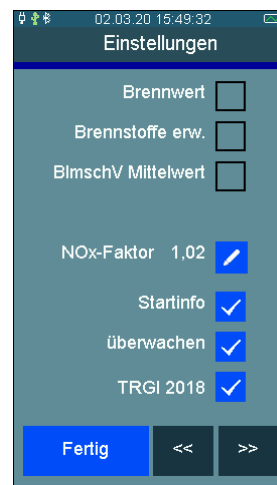 02.03.20 15:49:32
Einstellungen
Brennwert
Brennstoffe erw.
BImschV Mittelwert
NOx-Faktor 1,02
Startinfo
überwachen
TRGI 2018
Fertig << >>